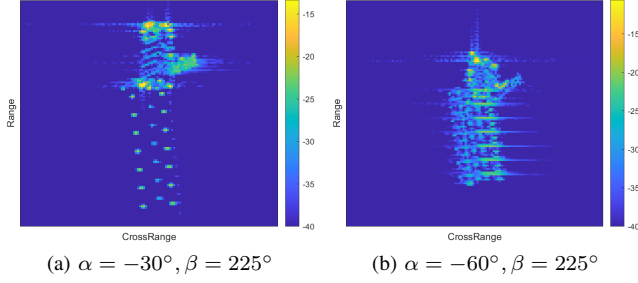 -15
-20
-25
-30
-35
-40
Range
CrossRange
(a) α = −30°, β = 225°
-15
-20
-25
-30
-35
-40
Range
CrossRange
(b) α = −60°, β = 225°